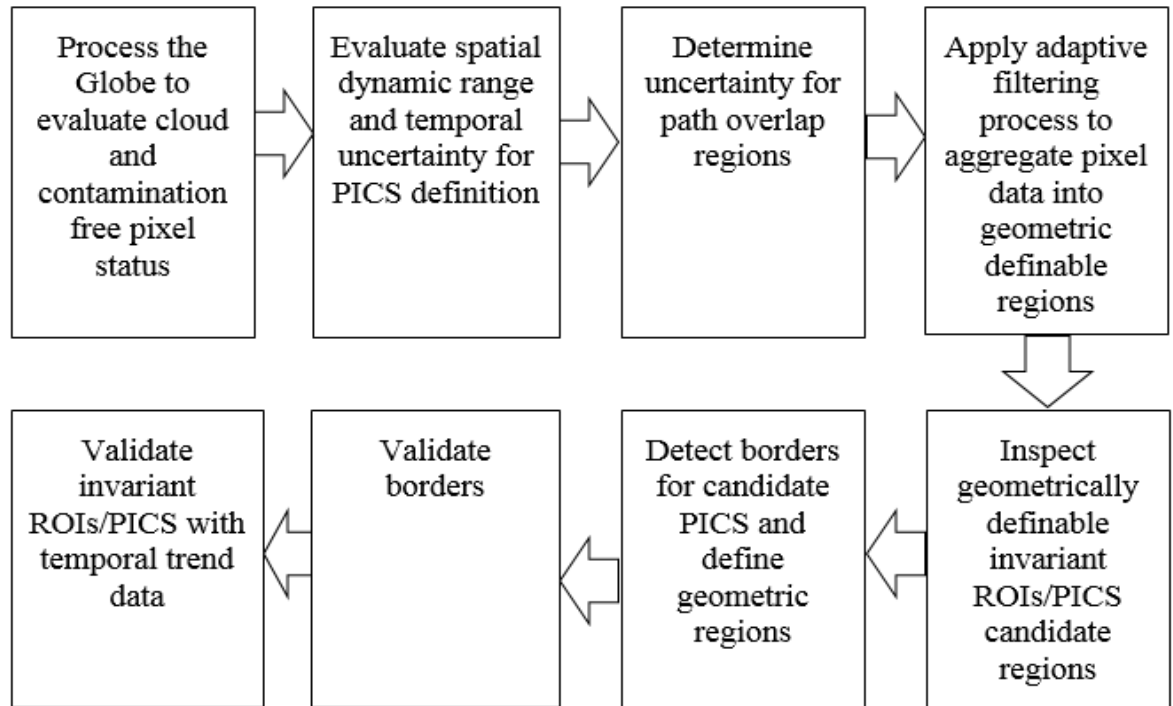 Process the
Globe to
evaluate cloud
and
contamination
free pixel
status
Evaluate spatial
dynamic range
and temporal
uncertainty for
PICS definition
Determine
uncertainty for
path overlap
regions
Apply adaptive
filtering
process to
aggregate pixel
data into
geometric
definable
regions
Inspect
geometrically
definable
invariant
ROIs/PICS
candidate
regions
Detect borders
for candidate
PICS and
define
geometric
regions
Validate
borders
Validate
invariant
ROIs/PICS with
temporal trend
data